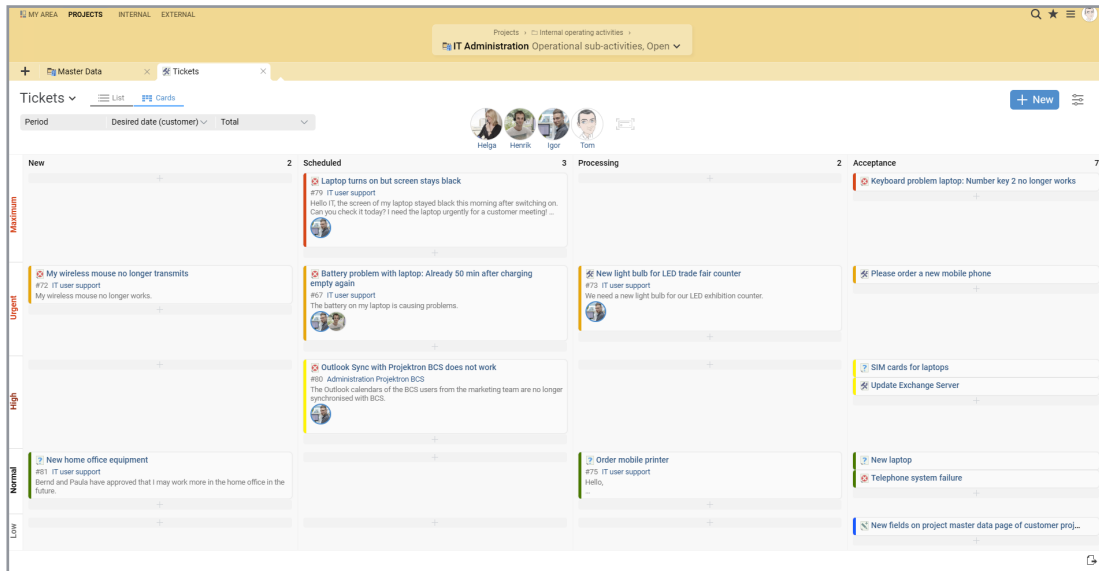 MY AREA PROJECTS INTERNAL EXTERNAL
Projects › Internal operating activities ›
IT Administration Operational sub-activities, Open
Master Data × Tickets ×
Tickets List Cards
+ New
Period Desired date (customer) Total
Helga Henrik Igor Tom
New 2 Scheduled 3 Processing 2 Acceptance 7
Maximum
Laptop turns on but screen stays black
#79 IT user support
Hello IT, the screen of my laptop stayed black this morning after switching on.
Can you check it today? I need the laptop urgently for a customer meeting! ...
Keyboard problem laptop: Number key 2 no longer works
Urgent
My wireless mouse no longer transmits
#72 IT user support
My wireless mouse no longer works.
Battery problem with laptop: Already 50 min after charging
empty again
#67 IT user support
The battery on my laptop is causing problems.
New light bulb for LED trade fair counter
#73 IT user support
We need a new light bulb for our LED exhibition counter.
Please order a new mobile phone
High
Outlook Sync with Projektron BCS does not work
#80 Administration Projektron BCS
The Outlook calendars of the BCS users from the marketing team are no longer
synchronised with BCS.
SIM cards for laptops
Update Exchange Server
Normal
New home office equipment
#81 IT user support
Bernd and Paula have approved that I may work more in the home office in the
future.
Order mobile printer
#75 IT user support
Hello,
...
New laptop
Telephone system failure
Low
New fields on project master data page of customer proj...